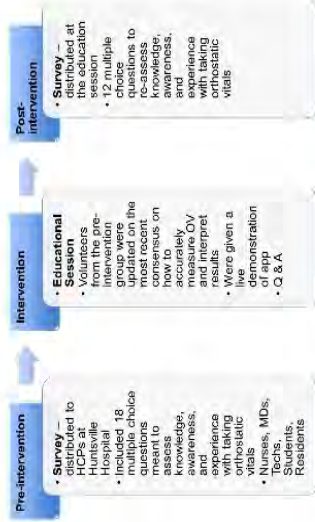 Pre-intervention
• Survey –
distributed to
HCPs at
Huntsville
Hospital
• Included 18
multiple choice
questions
meant to
assess
knowledge,
awareness,
and
experience
with taking
orthostatic
vitals
• Nurses, MDs,
Techs,
Students,
Residents
Intervention
• Educational
Session
• Volunteers
from the pre-
intervention
group were
updated on the
most recent
consensus on
how to
accurately
measure OV
and interpret
results
• Were given a
live
demonstration
of app
• Q & A
Post-
intervention
• Survey –
distributed at
the education
session
• 12 multiple
choice
questions to
re-assess
knowledge,
awareness,
and
experience
with taking
orthostatic
vitals